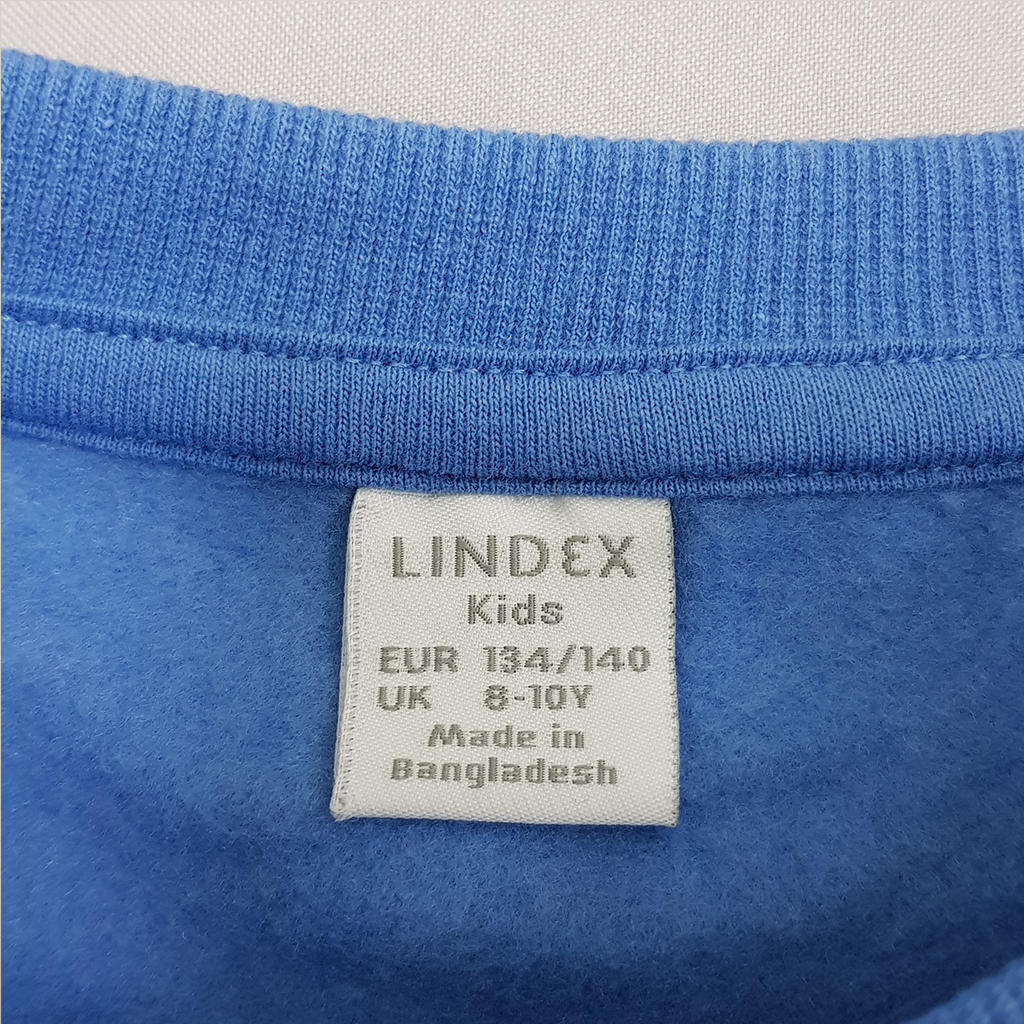 LINDEX
Kids
EUR 134/140
UK 8-10Y
Made in
Bangladesh